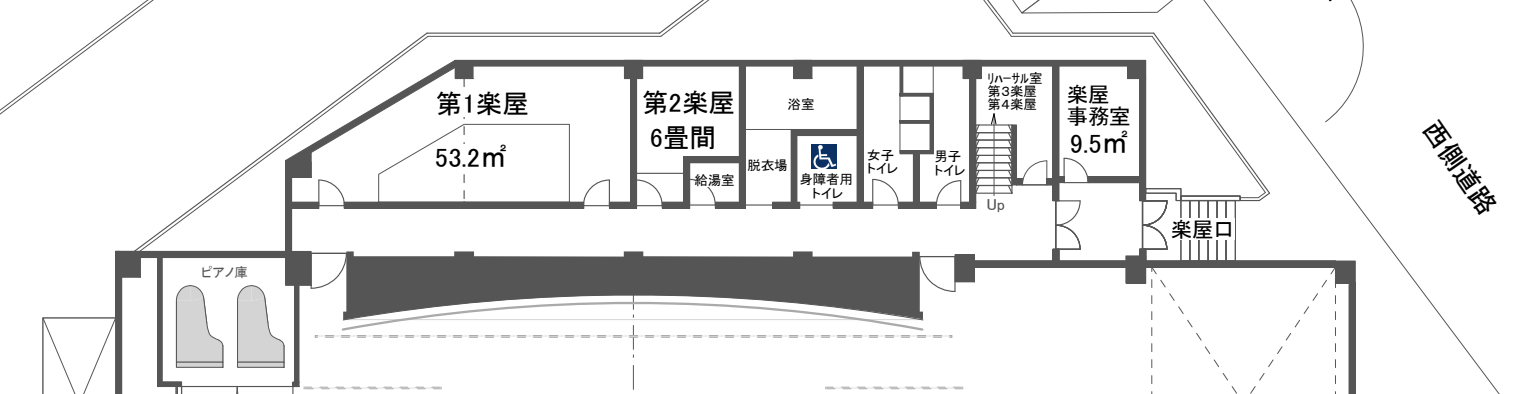 第1楽屋
53.2㎡
第2楽屋
6畳間
給湯室
浴室
脱衣場
身障者用
トイレ
女子
トイレ
男子
トイレ
リハーサル室
第3楽屋
第4楽屋
Up
楽屋
事務室
9.5㎡
楽屋口
西側道路
ピアノ庫